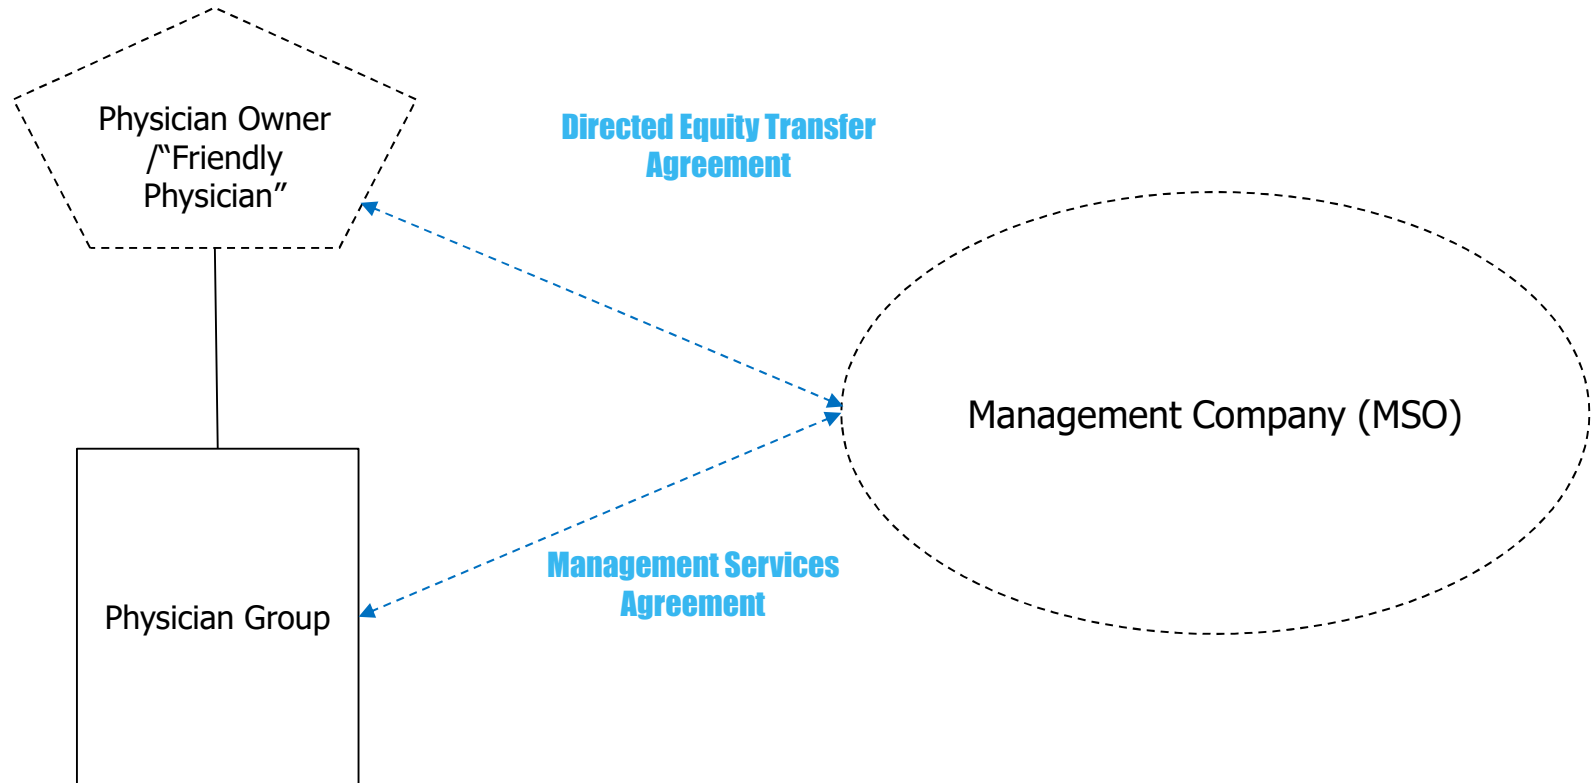 Physician Owner
/“Friendly
Physician”
Directed Equity Transfer
Agreement
Management Company (MSO)
Management Services
Agreement
Physician Group